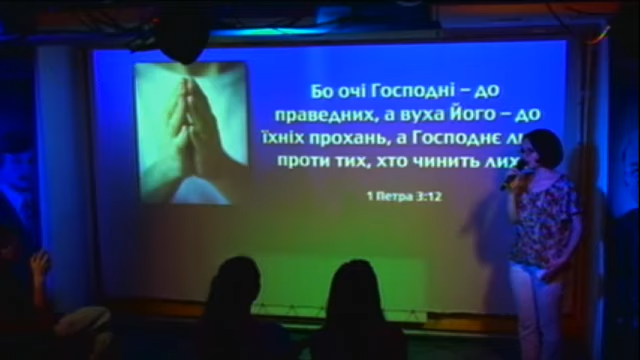 Бо очі Господні – до
праведних, а вуха Його – до
їхніх прохань, а Господнє
проти тих, хто чинить
1 Петра 3:12